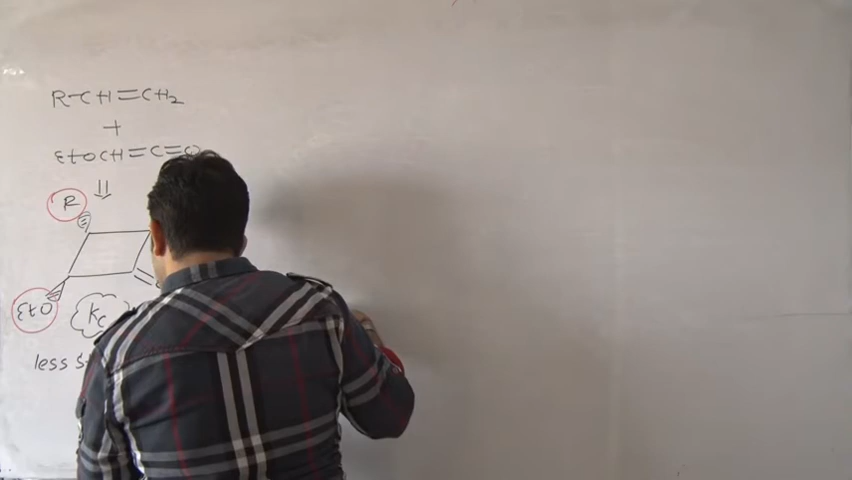 R-CH=CH2
+
EtOCH=C=O
R
EtO
Kc
less